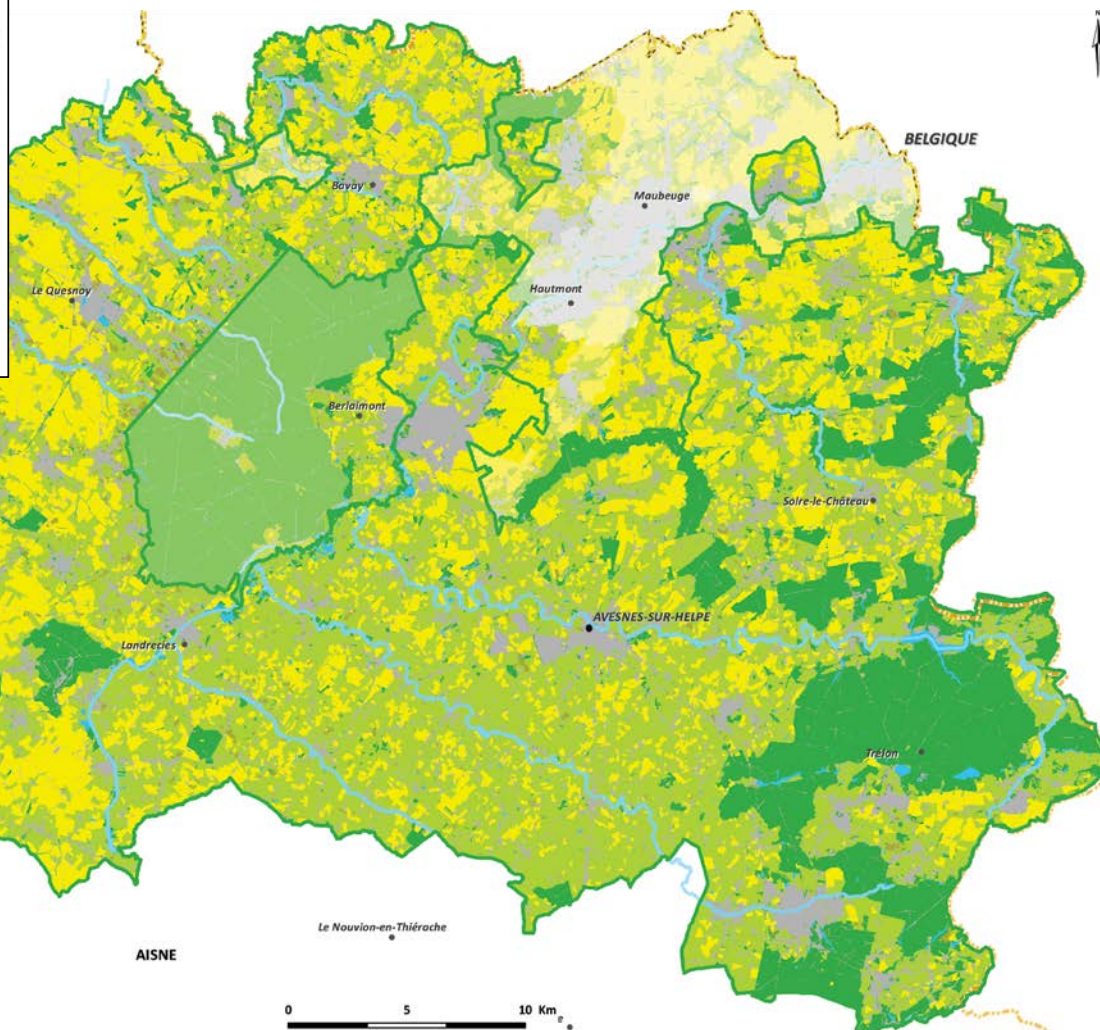 N
BELGIQUE
Bavay
Maubeuge
Le Quesnoy
Hautmont
Berlaimont
Solre-le-Château
AVESNES-SUR-HELPE
Landrecies
Trélon
Le Nouvion-en-Thiérache
AISNE
0 5 10 Km
e